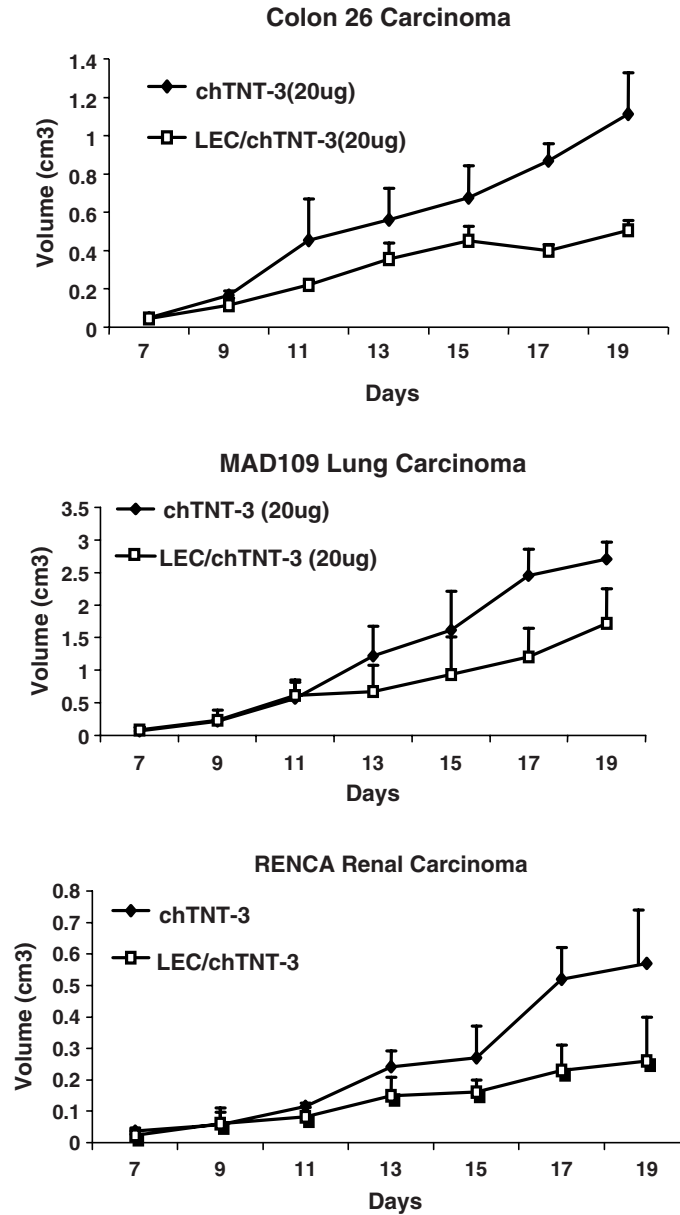 Colon 26 Carcinoma
1.4
1.2
1
0.8
0.6
0.4
0.2
0
Volume (cm3)
chTNT-3(20ug)
LEC/chTNT-3(20ug)
7 9 11 13 15 17 19
Days
MAD109 Lung Carcinoma
3.5
3
2.5
2
1.5
1
0.5
0
Volume (cm3)
chTNT-3 (20ug)
LEC/chTNT-3 (20ug)
7 9 11 13 15 17 19
Days
RENCA Renal Carcinoma
0.8
0.7
0.6
0.5
0.4
0.3
0.2
0.1
0
Volume (cm3)
chTNT-3
LEC/chTNT-3
7 9 11 13 15 17 19
Days